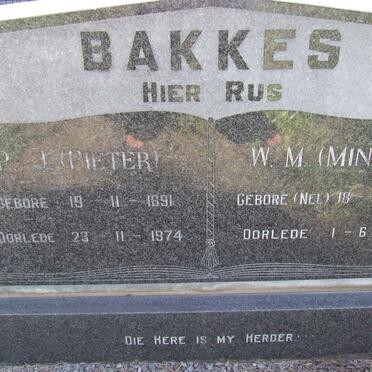 BAKKES
HIER RUS
P. J. (PIETER)
GEBORE 19 - 11 - 1891
OORLEDE 23 - 11 - 1974
W. M. (MIN
GEBORE (NEL) 18 -
OORLEDE 1 - 6
DIE HERE IS MY HERDER